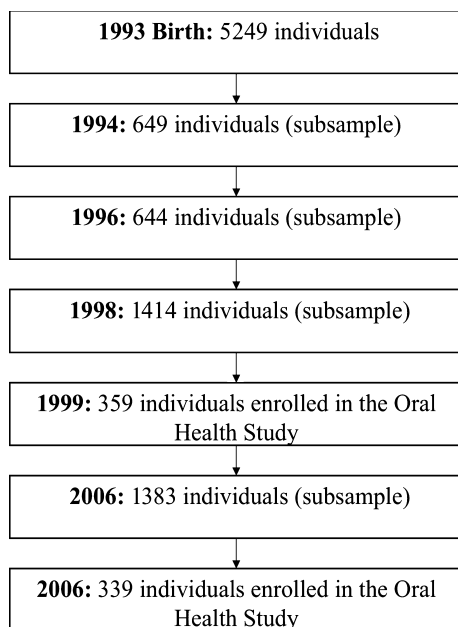 1993 Birth: 5249 individuals
1994: 649 individuals (subsample)
1996: 644 individuals (subsample)
1998: 1414 individuals (subsample)
1999: 359 individuals enrolled in the Oral
Health Study
2006: 1383 individuals (subsample)
2006: 339 individuals enrolled in the Oral
Health Study